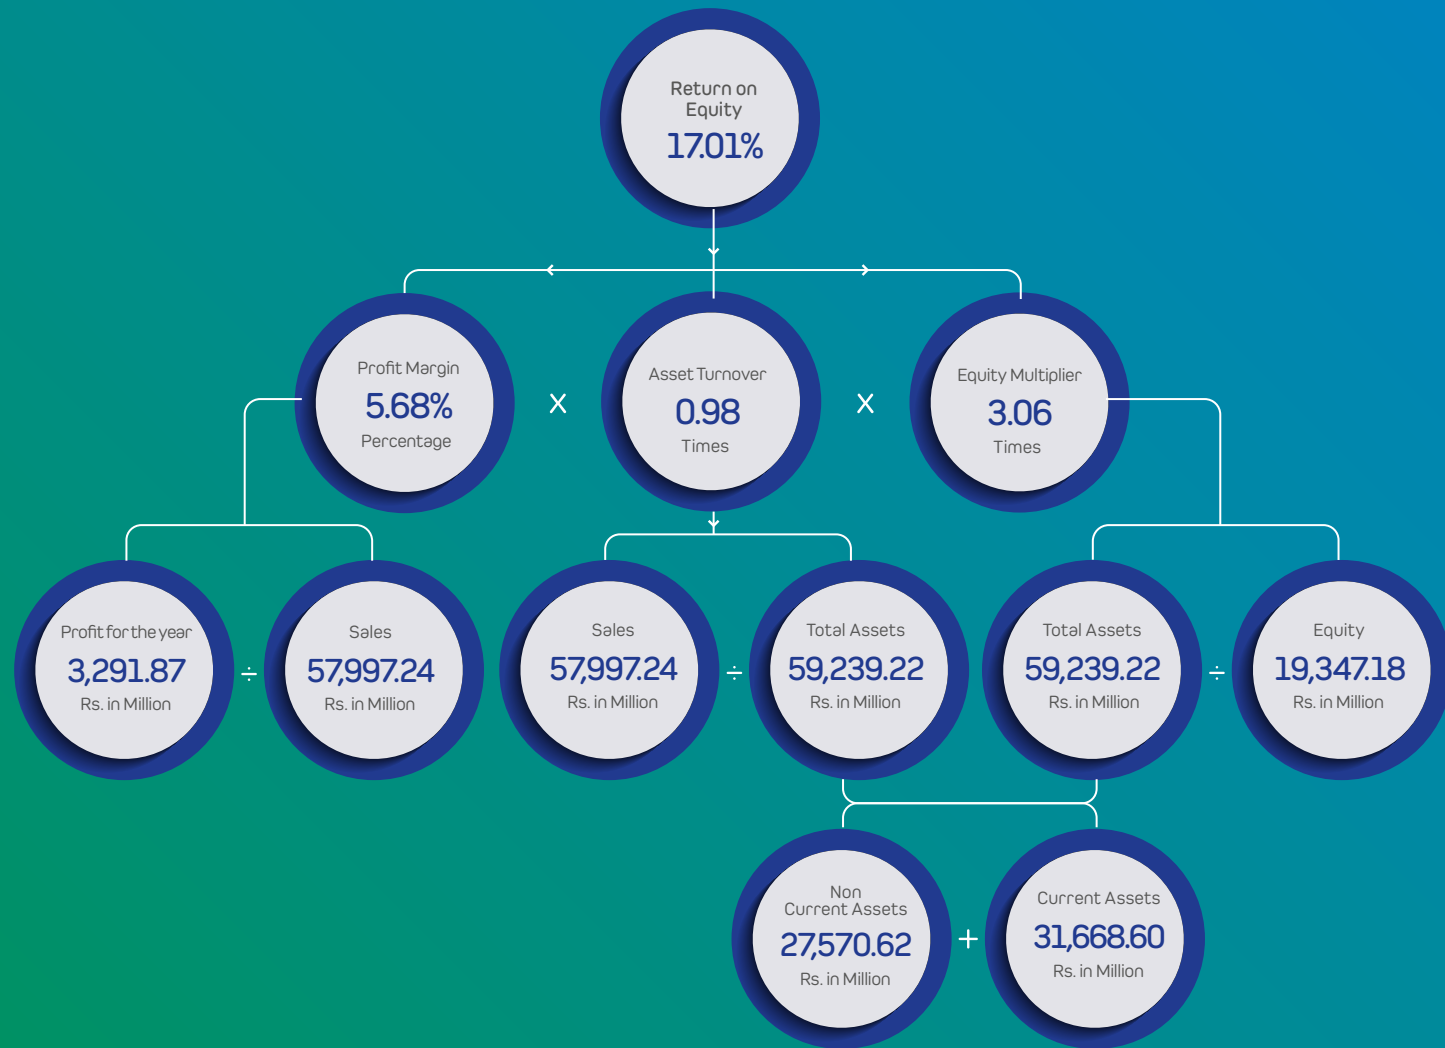 Return on
Equity
17.01%
Profit Margin
5.68%
Percentage
X
Asset Turnover
0.98
Times
X
Equity Multiplier
3.06
Times
Profit for the year
3,291.87
Rs. in Million
÷
Sales
57,997.24
Rs. in Million
Sales
57,997.24
Rs. in Million
÷
Total Assets
59,239.22
Rs. in Million
Total Assets
59,239.22
Rs. in Million
÷
Equity
19,347.18
Rs. in Million
Non
Current Assets
27,570.62
Rs. in Million
+
Current Assets
31,668.60
Rs. in Million